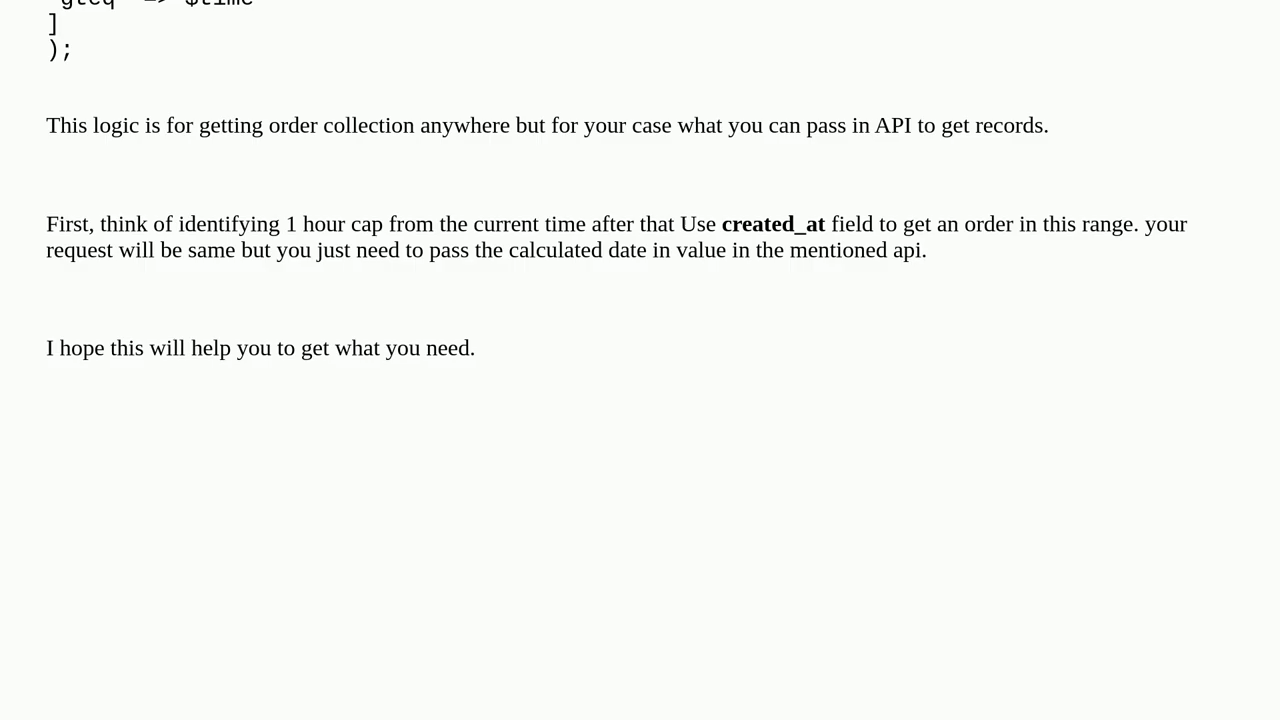 'gteq' => $time
]
);
This logic is for getting order collection anywhere but for your case what you can pass in API to get records.
First, think of identifying 1 hour cap from the current time after that Use created_at field to get an order in this range. your
request will be same but you just need to pass the calculated date in value in the mentioned api.
I hope this will help you to get what you need.